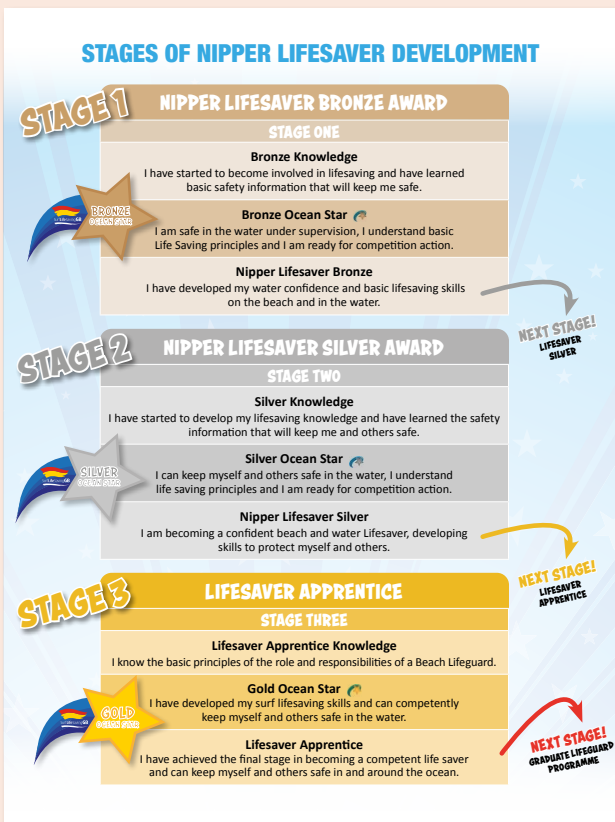 STAGES OF NIPPER LIFESAVER DEVELOPMENT
STAGE 1
NIPPER LIFESAVER BRONZE AWARD
STAGE ONE
Bronze Knowledge
I have started to become involved in lifesaving and have learned
basic safety information that will keep me safe.
BRONZE
OCEAN STAR
Bronze Ocean Star
I am safe in the water under supervision, I understand basic
Life Saving principles and I am ready for competition action.
Nipper Lifesaver Bronze
I have developed my water confidence and basic lifesaving skills
on the beach and in the water.
NEXT STAGE!
LIFESAVER
SILVER
STAGE 2
NIPPER LIFESAVER SILVER AWARD
STAGE TWO
Silver Knowledge
I have started to develop my lifesaving knowledge and have learned the safety
information that will keep me and others safe.
SILVER
OCEAN STAR
Silver Ocean Star
I can keep myself and others safe in the water, I understand
life saving principles and I am ready for competition action.
Nipper Lifesaver Silver
I am becoming a confident beach and water Lifesaver, developing
skills to protect myself and others.
NEXT STAGE!
LIFESAVER
APPRENTICE
STAGE 3
LIFESAVER APPRENTICE
STAGE THREE
Lifesaver Apprentice Knowledge
I know the basic principles of the role and responsibilities of a Beach Lifeguard.
GOLD
OCEAN STAR
Gold Ocean Star
I have developed my surf lifesaving skills and can competently
keep myself and others safe in the water.
Lifesaver Apprentice
I have achieved the final stage in becoming a competent life saver
and can keep myself and others safe in and around the ocean.
NEXT STAGE!
GRADUATE LIFEGUARD
PROGRAMME